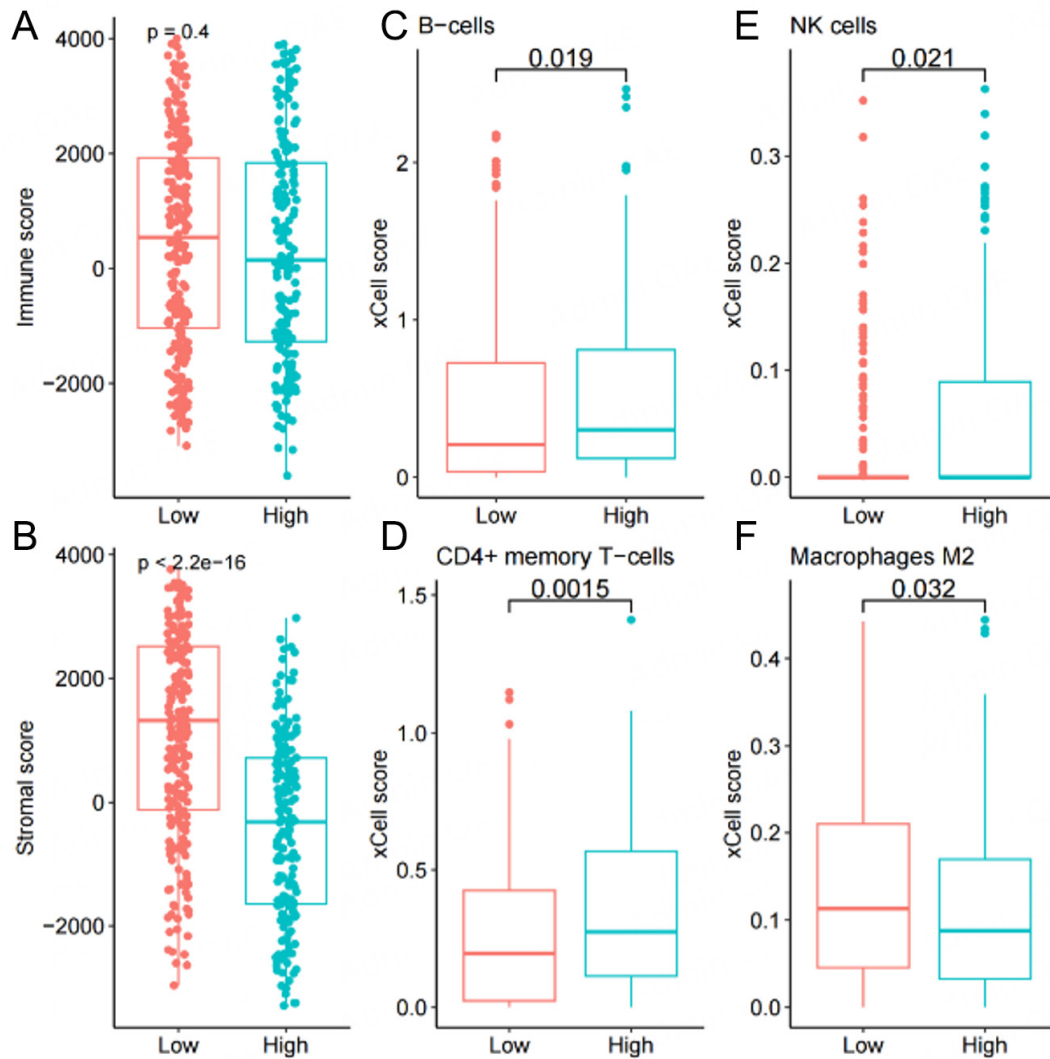 A
p = 0.4
4000
2000
0
−2000
Immune score
Low
High
B
p < 2.2e−16
4000
2000
0
−2000
Stromal score
Low
High
C
B−cells
0.019
2
1
0
xCell score
Low
High
D
CD4+ memory T−cells
0.0015
1.5
1.0
0.5
0.0
xCell score
Low
High
E
NK cells
0.021
0.3
0.2
0.1
0.0
xCell score
Low
High
F
Macrophages M2
0.032
0.4
0.3
0.2
0.1
0.0
xCell score
Low
High